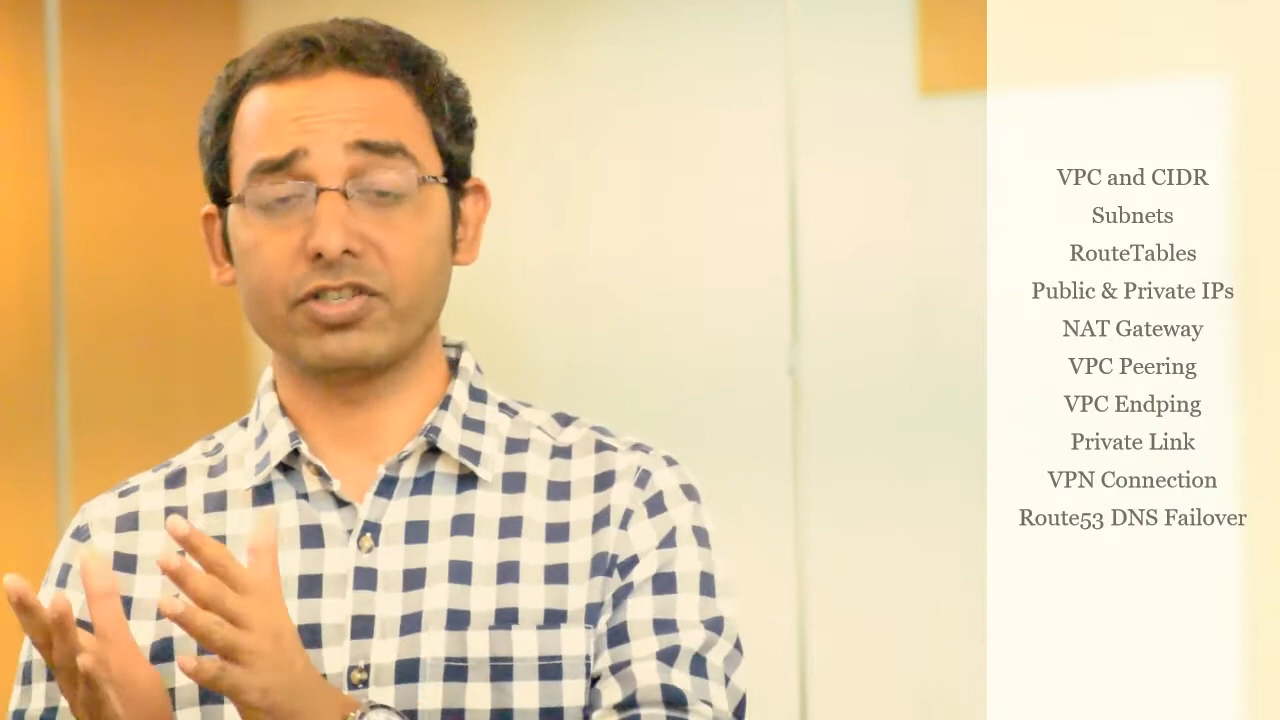 VPC and CIDR
Subnets
RouteTables
Public & Private IPs
NAT Gateway
VPC Peering
VPC Endping
Private Link
VPN Connection
Route53 DNS Failover